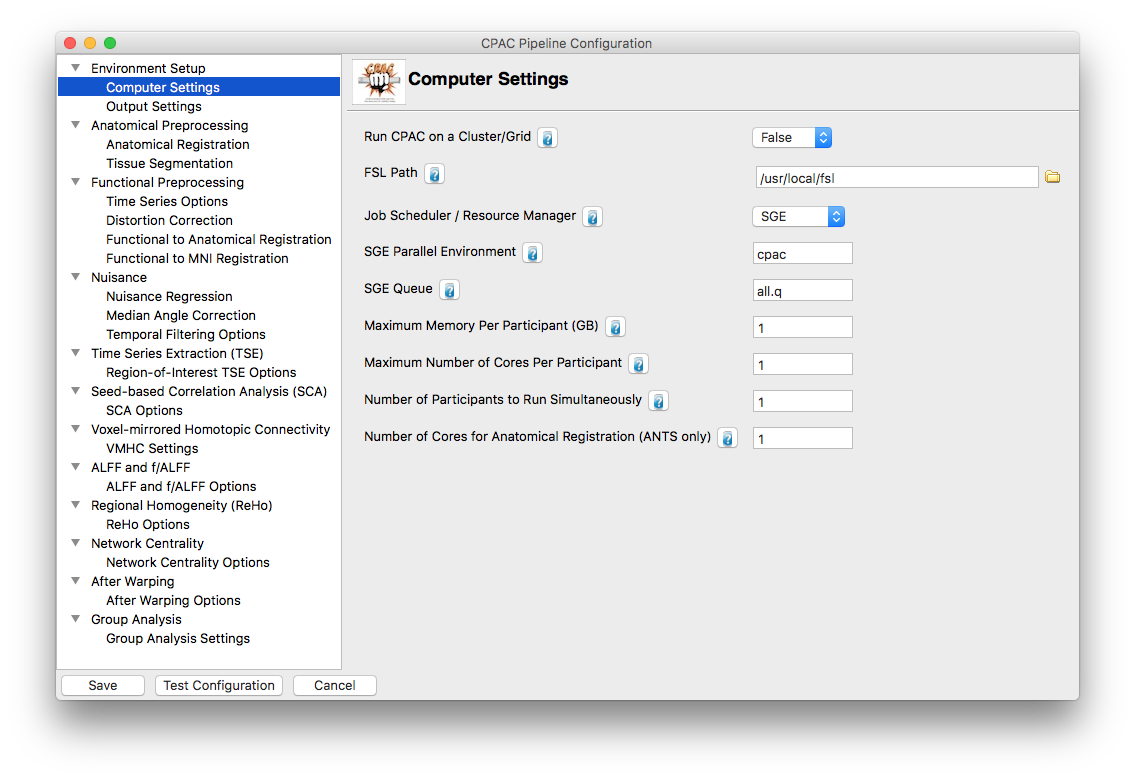 CPAC Pipeline Configuration
Environment Setup
Computer Settings
Output Settings
Anatomical Preprocessing
Anatomical Registration
Tissue Segmentation
Functional Preprocessing
Time Series Options
Distortion Correction
Functional to Anatomical Registration
Functional to MNI Registration
Nuisance
Nuisance Regression
Median Angle Correction
Temporal Filtering Options
Time Series Extraction (TSE)
Region-of-Interest TSE Options
Seed-based Correlation Analysis (SCA)
SCA Options
Voxel-mirrored Homotopic Connectivity
VMHC Settings
ALFF and f/ALFF
ALFF and f/ALFF Options
Regional Homogeneity (ReHo)
ReHo Options
Network Centrality
Network Centrality Options
After Warping
After Warping Options
Group Analysis
Group Analysis Settings
CPAC
Computer Settings
Run CPAC on a Cluster/Grid ? False
FSL Path ? /usr/local/fsl
Job Scheduler / Resource Manager ? SGE
SGE Parallel Environment ? cpac
SGE Queue ? all.q
Maximum Memory Per Participant (GB) ? 1
Maximum Number of Cores Per Participant ? 1
Number of Participants to Run Simultaneously ? 1
Number of Cores for Anatomical Registration (ANTS only) ? 1
Save Test Configuration Cancel